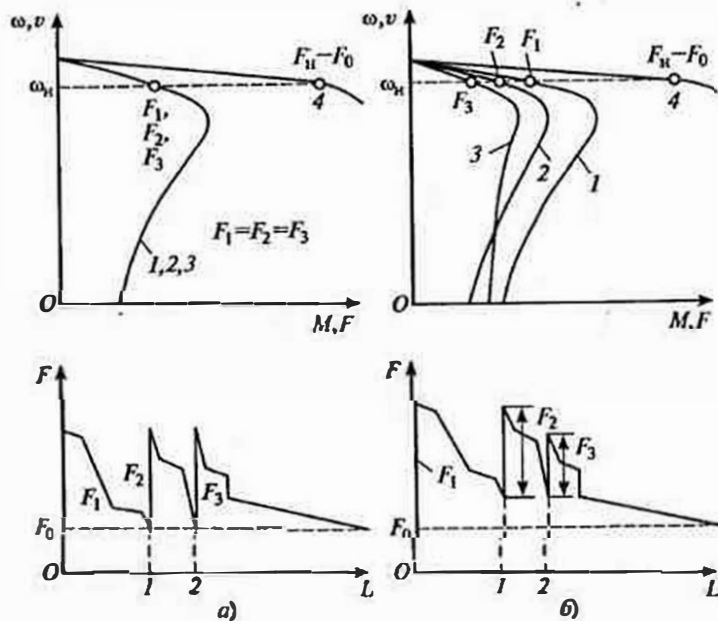 ω, v
F₂ F₁ Fн−F₀
Fн−F₀
ωн
F₁,
F₂,
F₃
4
F₁=F₂=F₃
1,2,3
O
M, F
ω, v
F₃
4
3
2
1
O
M, F
F
F₁
F₂
F₃
F₀
O
1
2
L
а)
F
F₁
F₂
F₃
F₀
O
1
2
L
б)